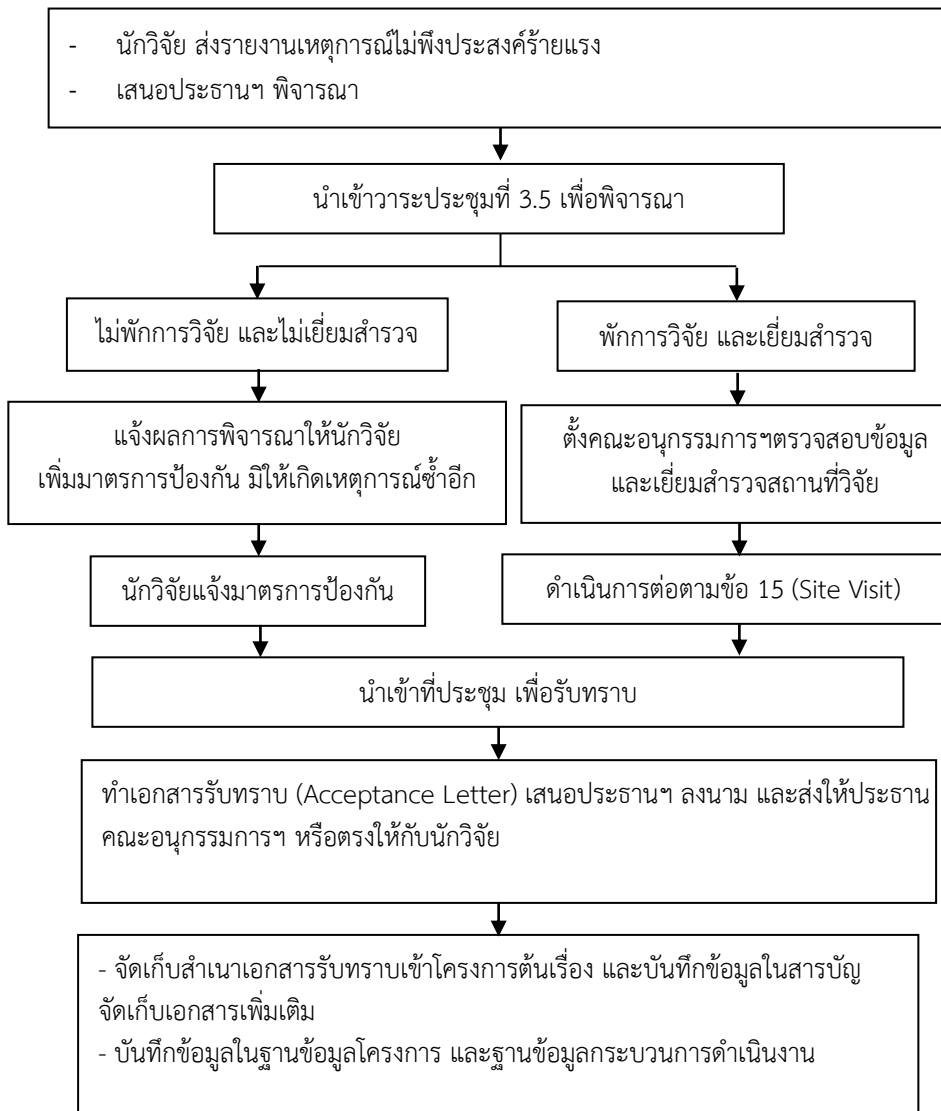 - นักวิจัย ส่งรายงานเหตุการณ์ไม่พึงประสงค์ร้ายแรง
- เสนอประธานฯ พิจารณา
นำเข้าวาระประชุมที่ 3.5 เพื่อพิจารณา
ไม่พักการวิจัย และไม่เยี่ยมสำรวจ
พักการวิจัย และเยี่ยมสำรวจ
แจ้งผลการพิจารณาให้นักวิจัย
เพิ่มมาตรการป้องกัน มิให้เกิดเหตุการณ์ซ้ำอีก
ตั้งคณะอนุกรรมการฯตรวจสอบข้อมูล
และเยี่ยมสำรวจสถานที่วิจัย
นักวิจัยแจ้งมาตรการป้องกัน
ดำเนินการต่อตามข้อ 15 (Site Visit)
นำเข้าที่ประชุม เพื่อรับทราบ
ทำเอกสารรับทราบ (Acceptance Letter) เสนอประธานฯ ลงนาม และส่งให้ประธาน
คณะอนุกรรมการฯ หรือตรงให้กับนักวิจัย
- จัดเก็บสำเนาเอกสารรับทราบเข้าโครงการต้นเรื่อง และบันทึกข้อมูลในสารบัญ
จัดเก็บเอกสารเพิ่มเติม
- บันทึกข้อมูลในฐานข้อมูลโครงการ และฐานข้อมูลกระบวนการดำเนินงาน